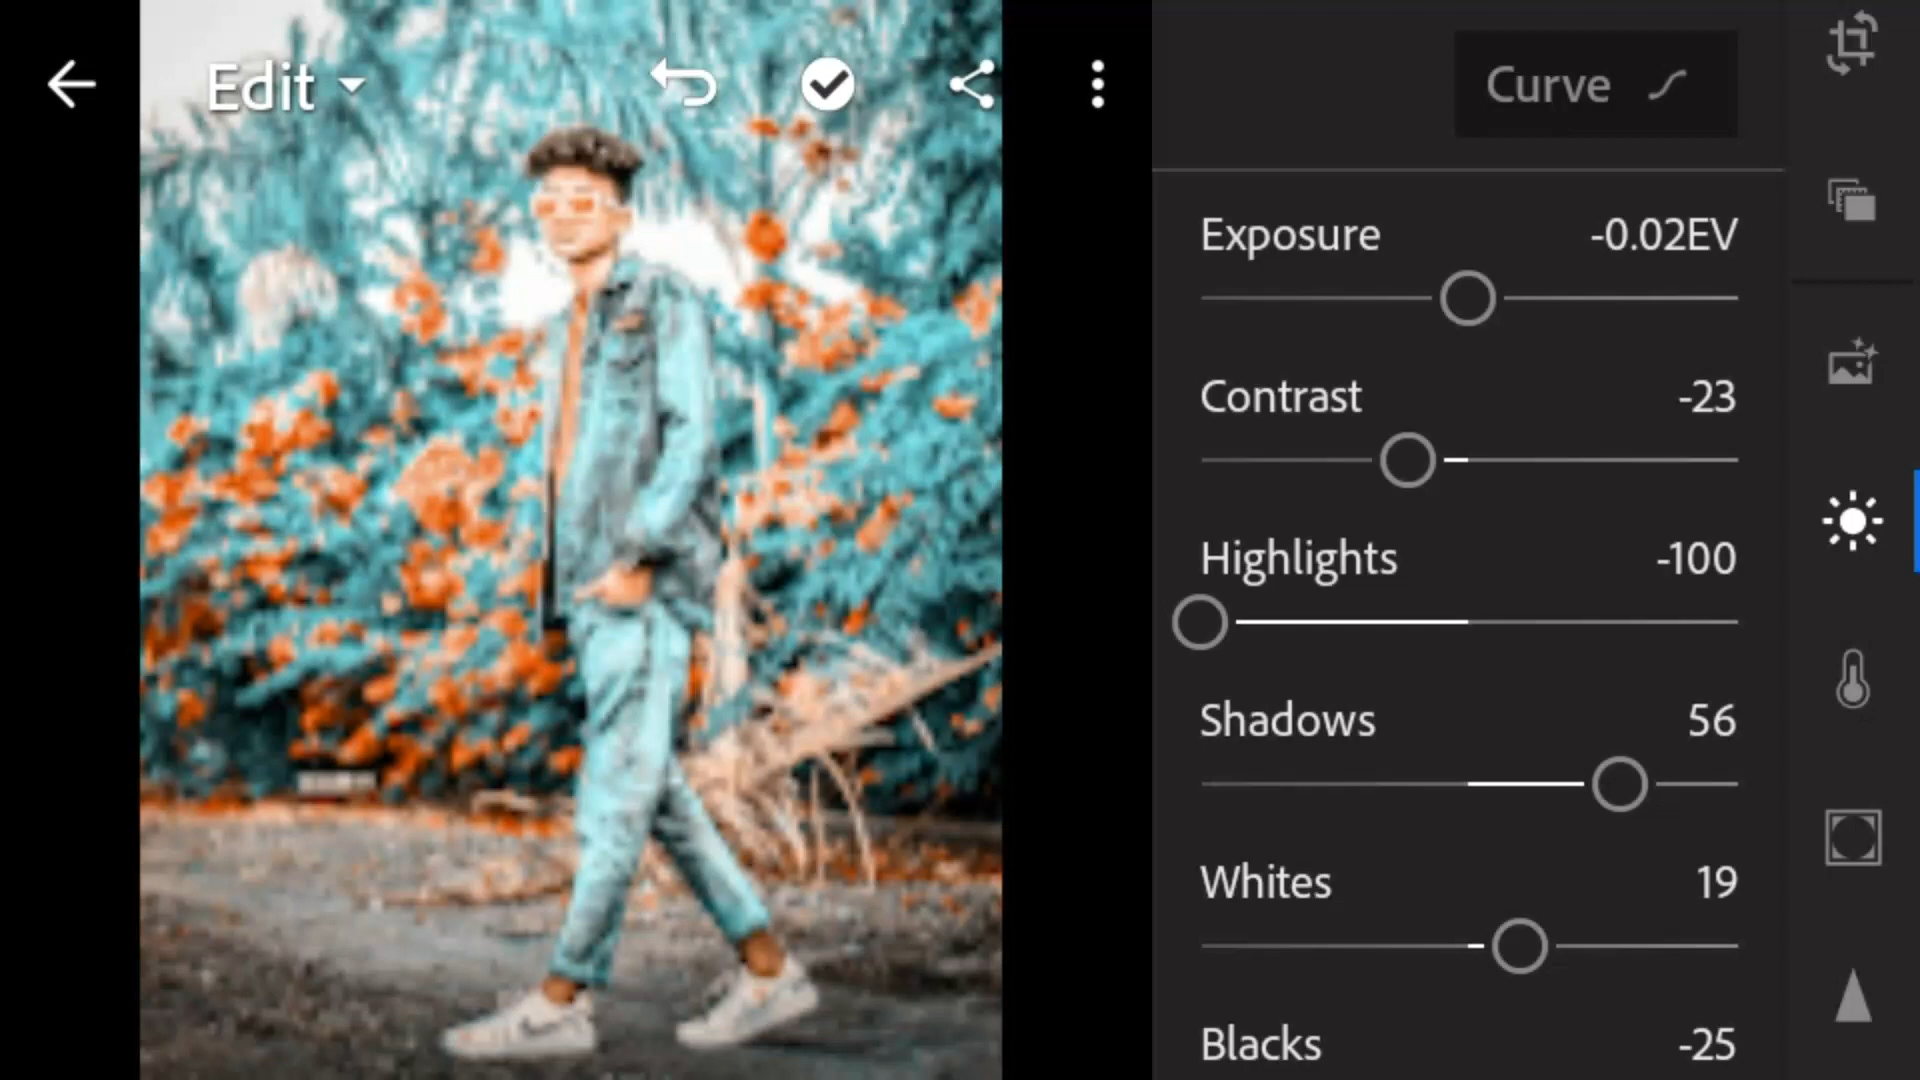 Edit
Curve
Exposure -0.02EV
Contrast -23
Highlights -100
Shadows 56
Whites 19
Blacks -25